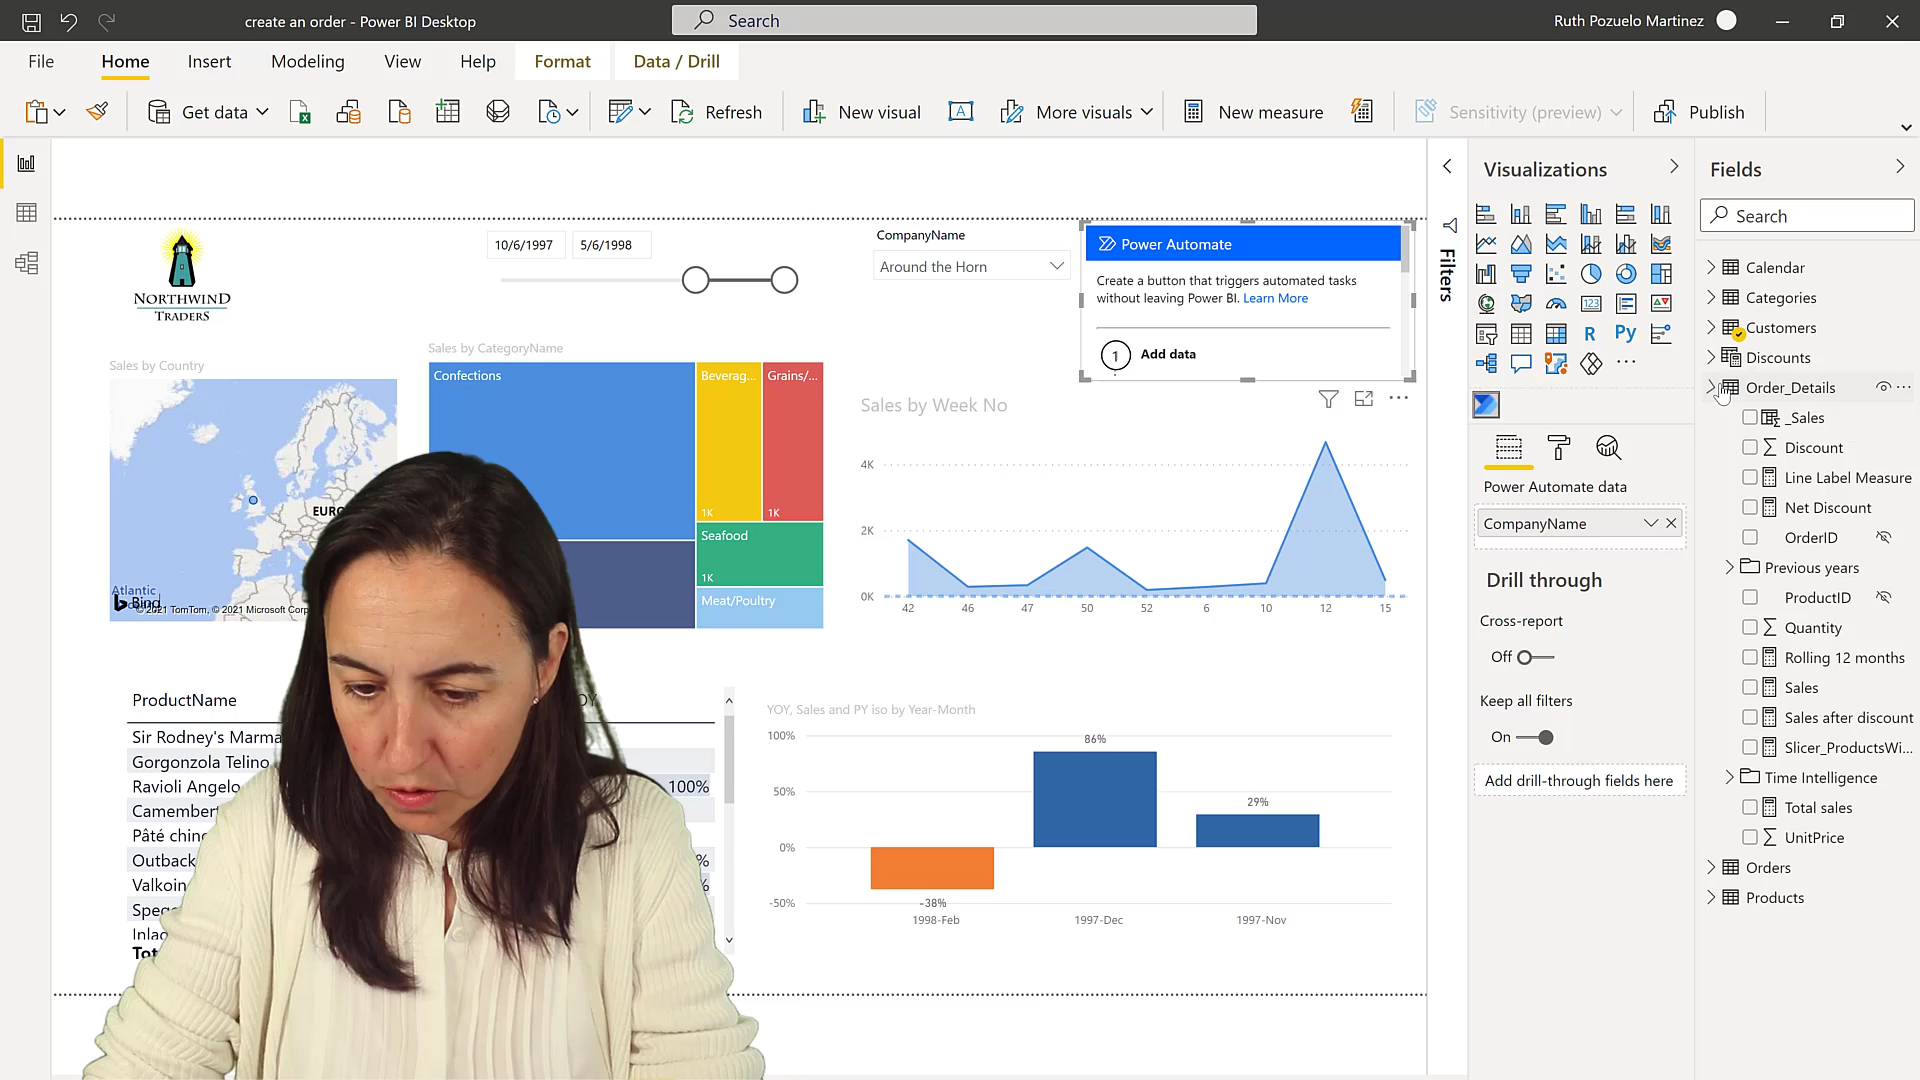 create an order - Power BI Desktop
Search
Ruth Pozuelo Martinez
File
Home
Insert
Modeling
View
Help
Format
Data / Drill
Get data
Refresh
New visual
More visuals
New measure
Sensitivity (preview)
Publish
NORTHWIND
TRADERS
10/6/1997
5/6/1998
CompanyName
Around the Horn
Power Automate
Create a button that triggers automated tasks
without leaving Power BI. Learn More
1
Add data
Sales by Country
EURO
Atlantic
Bing
© 2021 TomTom, © 2021 Microsoft Corp
Sales by CategoryName
Confections
Beverag...
1K
Grains/...
1K
Seafood
1K
Meat/Poultry
Sales by Week No
4K
2K
0K
42
46
47
50
52
6
10
12
15
ProductName
Sir Rodney's Marma
Gorgonzola Telino
Ravioli Angelo
100%
Camembert
Pâté chino
Outback
%
Valkoin
%
Spege
Inlag
Tot
YOY, Sales and PY iso by Year-Month
100%
50%
0%
-50%
86%
29%
-38%
1998-Feb
1997-Dec
1997-Nov
Filters
Visualizations
R
Py
123
Power Automate data
CompanyName
Drill through
Cross-report
Off
Keep all filters
On
Add drill-through fields here
Fields
Search
Calendar
Categories
Customers
Discounts
Order_Details
_Sales
Discount
Line Label Measure
Net Discount
OrderID
Previous years
ProductID
Quantity
Rolling 12 months
Sales
Sales after discount
Slicer_ProductsWi...
Time Intelligence
Total sales
UnitPrice
Orders
Products